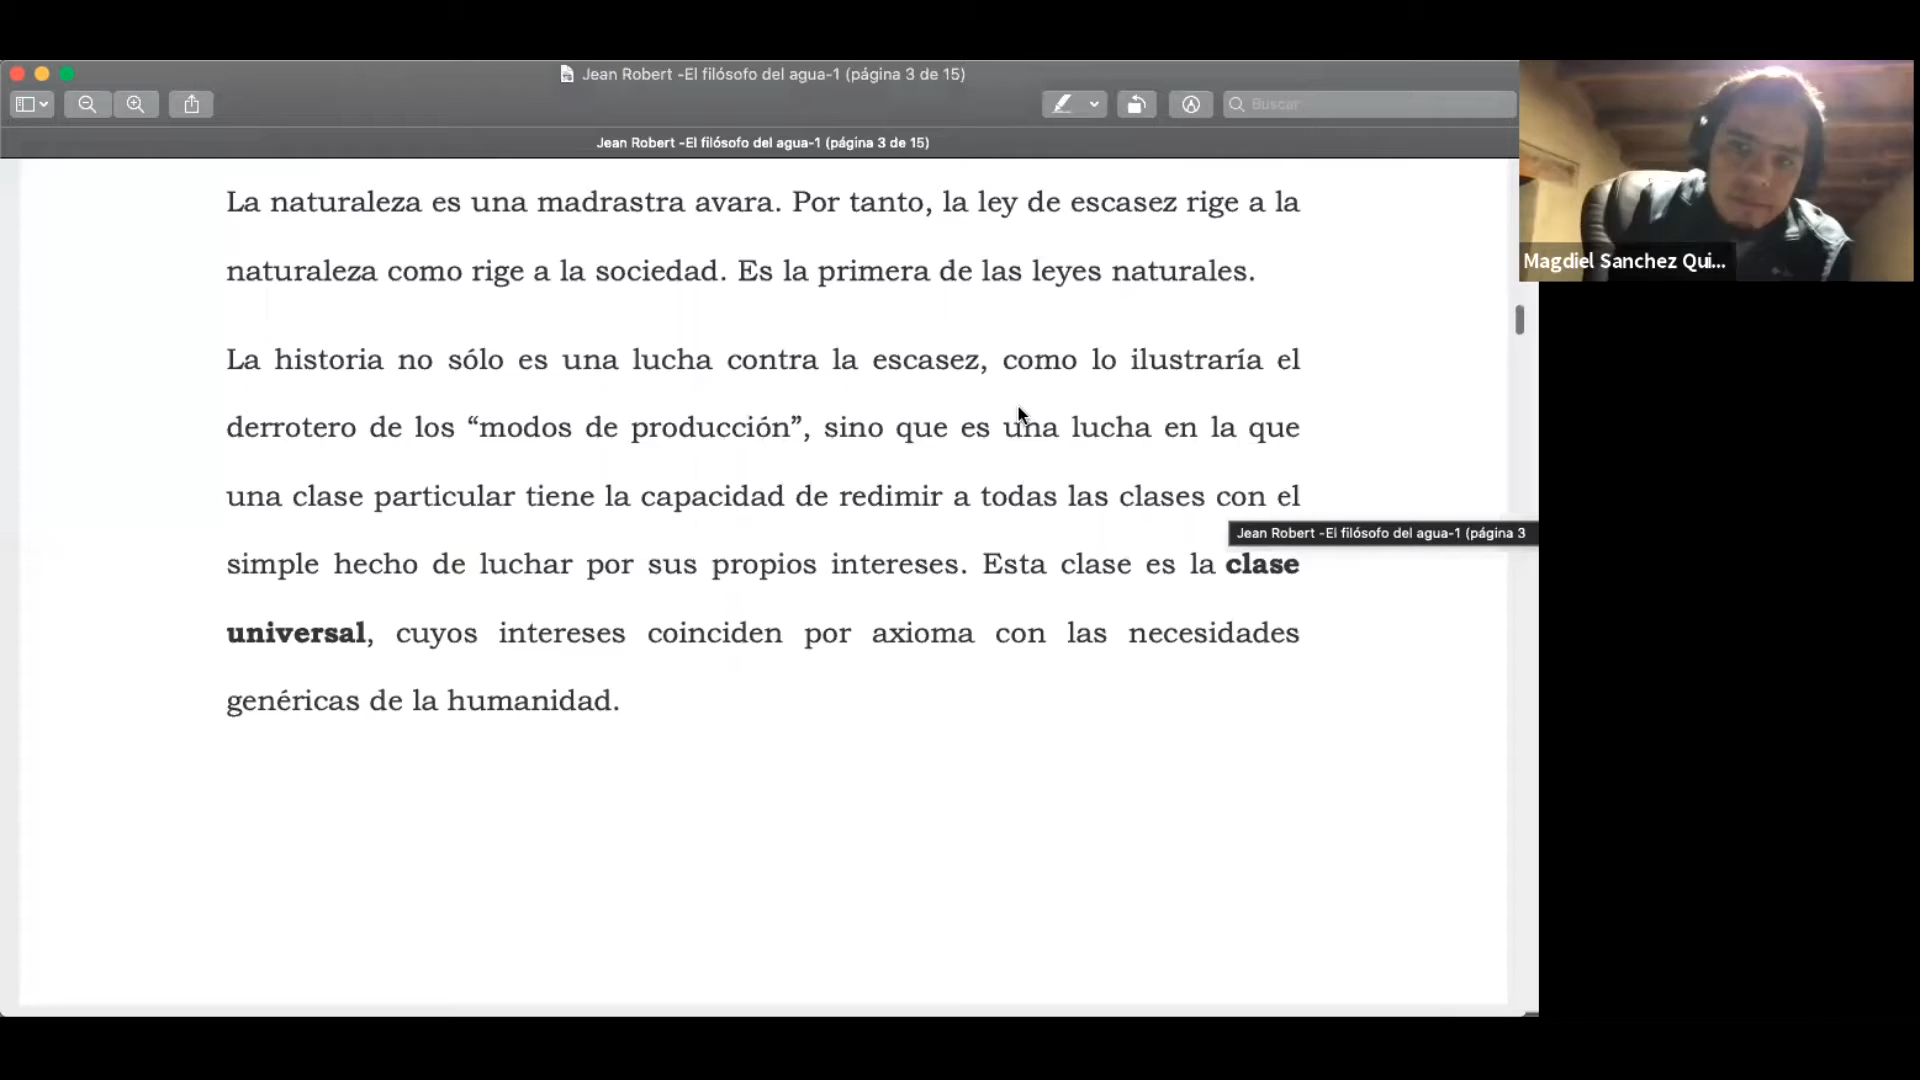 Jean Robert -El filósofo del agua-1 (página 3 de 15)
Buscar
Jean Robert -El filósofo del agua-1 (página 3 de 15)
La naturaleza es una madrastra avara. Por tanto, la ley de escasez rige a la
naturaleza como rige a la sociedad. Es la primera de las leyes naturales.
Magdiel Sanchez Qui...
La historia no sólo es una lucha contra la escasez, como lo ilustraría el
derrotero de los “modos de producción”, sino que es una lucha en la que
una clase particular tiene la capacidad de redimir a todas las clases con el
Jean Robert -El filósofo del agua-1 (página 3
simple hecho de luchar por sus propios intereses. Esta clase es la clase
universal, cuyos intereses coinciden por axioma con las necesidades
genéricas de la humanidad.